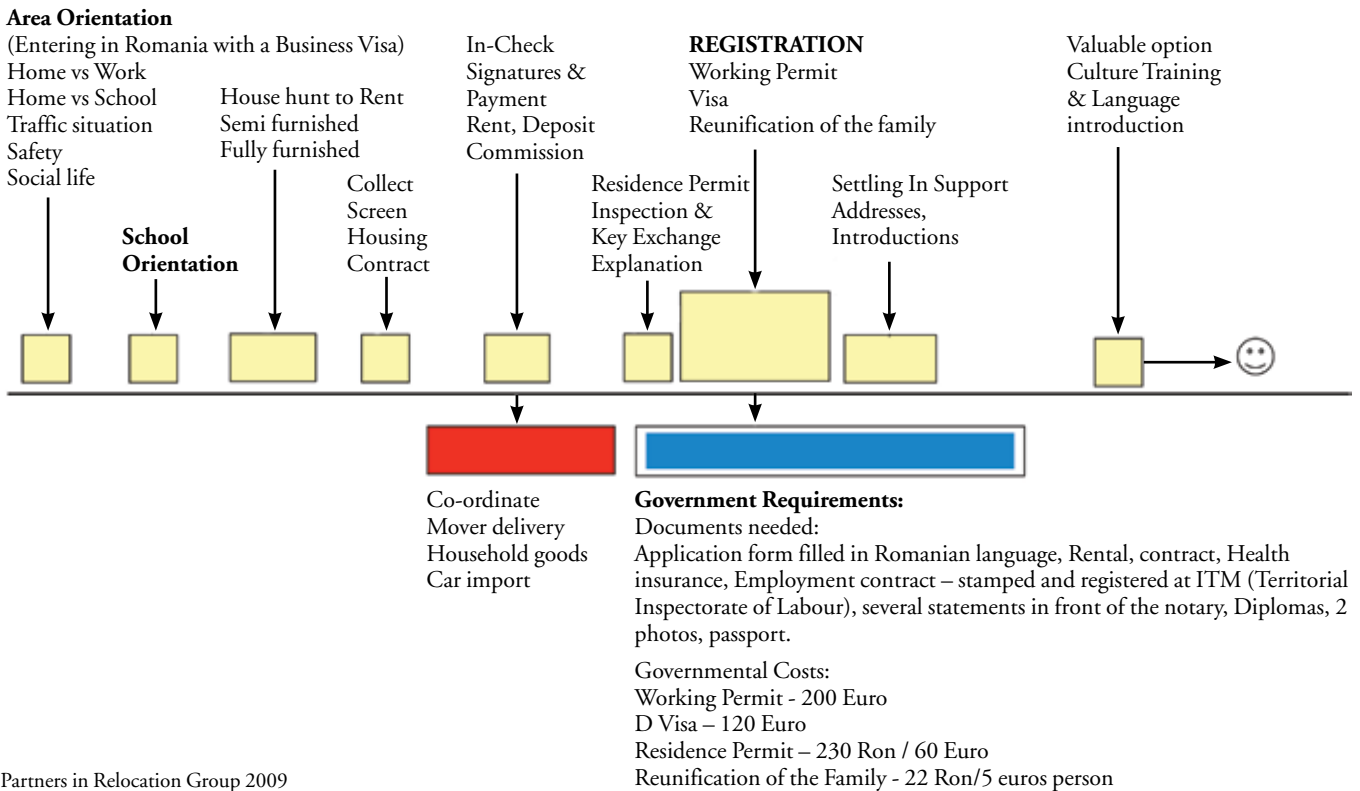 Area Orientation
(Entering in Romania with a Business Visa)
Home vs Work
Home vs School
Traffic situation
Safety
Social life
School
Orientation
House hunt to Rent
Semi furnished
Fully furnished
Collect
Screen
Housing
Contract
In-Check
Signatures &
Payment
Rent, Deposit
Commission
Residence Permit
Inspection &
Key Exchange
Explanation
REGISTRATION
Working Permit
Visa
Reunification of the family
Settling In Support
Addresses,
Introductions
Valuable option
Culture Training
& Language
introduction
Co-ordinate
Mover delivery
Household goods
Car import
Government Requirements:
Documents needed:
Application form filled in Romanian language, Rental, contract, Health
insurance, Employment contract – stamped and registered at ITM (Territorial
Inspectorate of Labour), several statements in front of the notary, Diplomas, 2
photos, passport.
Governmental Costs:
Working Permit - 200 Euro
D Visa – 120 Euro
Residence Permit – 230 Ron / 60 Euro
Reunification of the Family - 22 Ron/5 euros person
Partners in Relocation Group 2009